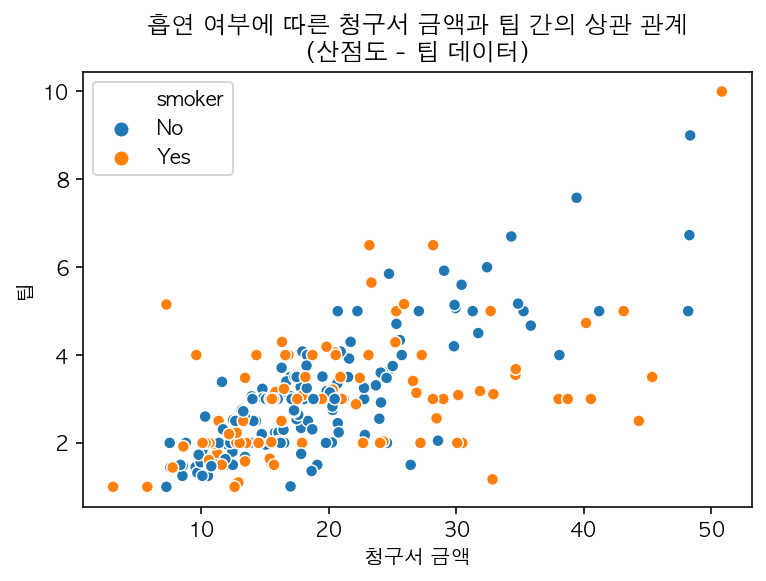 흡연 여부에 따른 청구서 금액과 팁 간의 상관 관계
(산점도 - 팁 데이터)
smoker
No
Yes
10
8
6
4
2
팁
10
20
30
40
50
청구서 금액